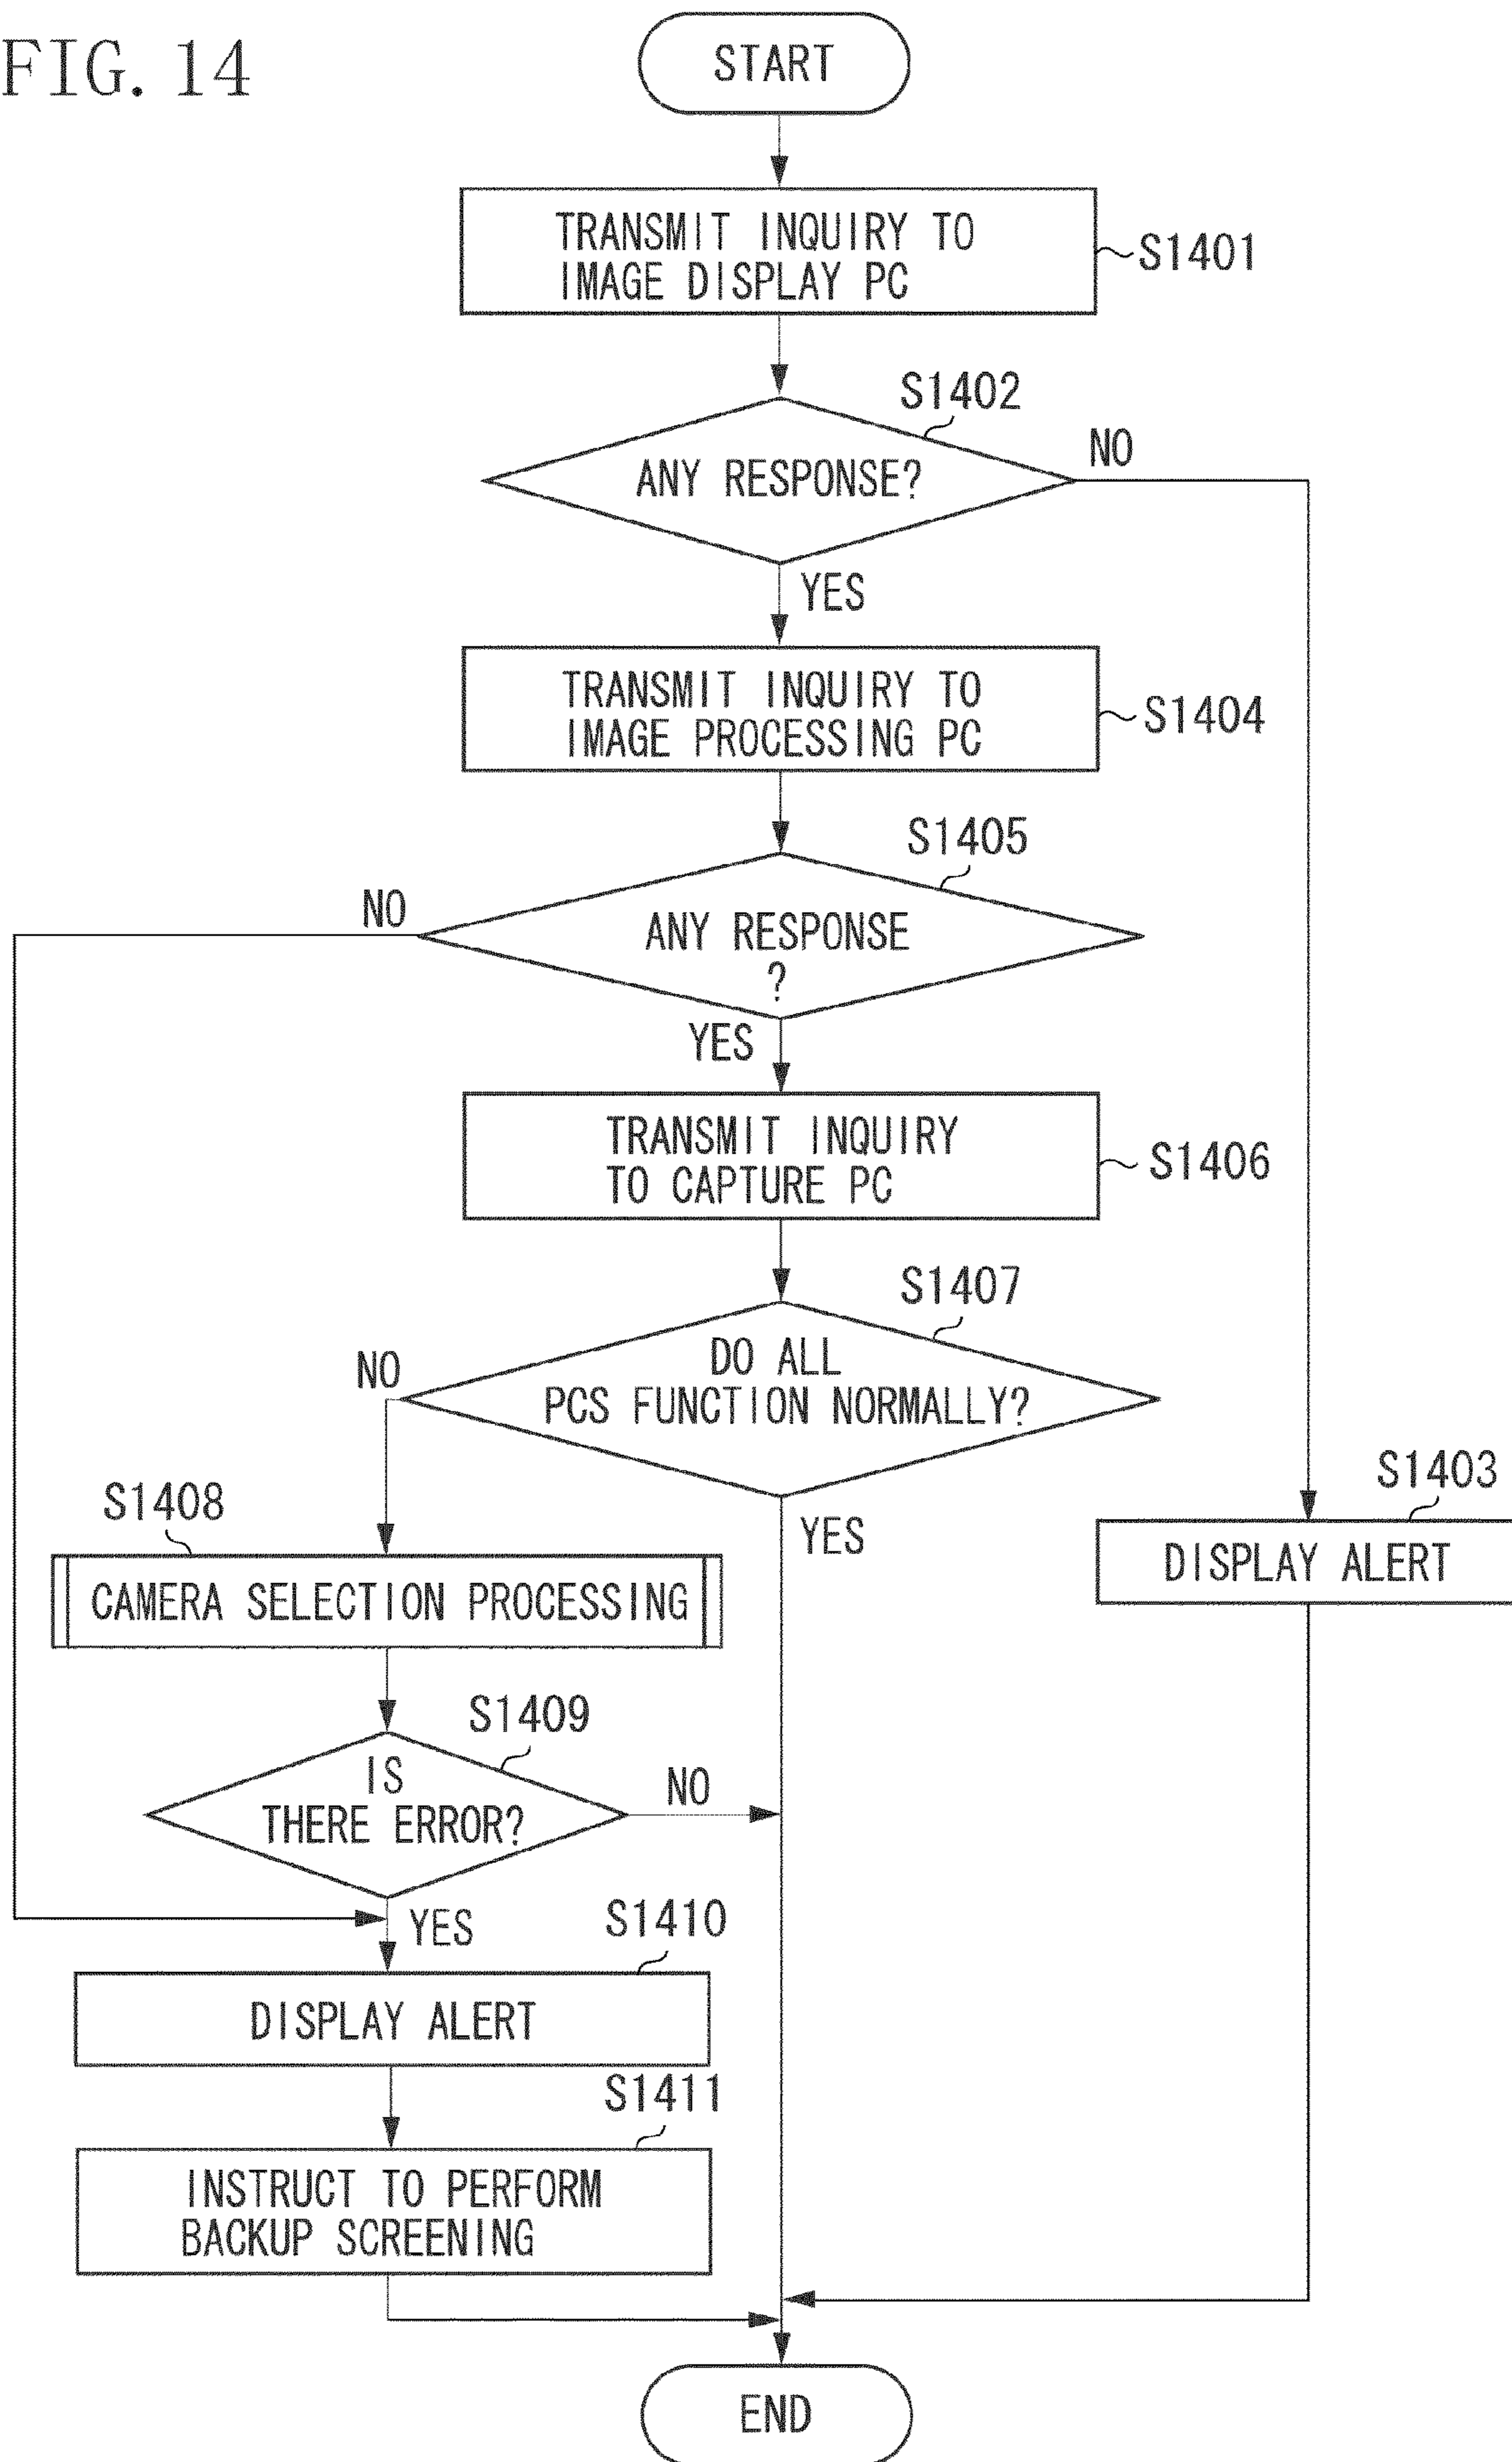 FIG. 14
START
TRANSMIT INQUIRY TO
IMAGE DISPLAY PC
S1401
S1402
ANY RESPONSE?
NO
YES
TRANSMIT INQUIRY TO
IMAGE PROCESSING PC
S1404
S1405
NO
ANY RESPONSE
?
YES
TRANSMIT INQUIRY
TO CAPTURE PC
S1406
S1407
NO
DO ALL
PCS FUNCTION NORMALLY?
YES
S1403
DISPLAY ALERT
S1408
CAMERA SELECTION PROCESSING
S1409
IS
THERE ERROR?
NO
YES
S1410
DISPLAY ALERT
S1411
INSTRUCT TO PERFORM
BACKUP SCREENING
END